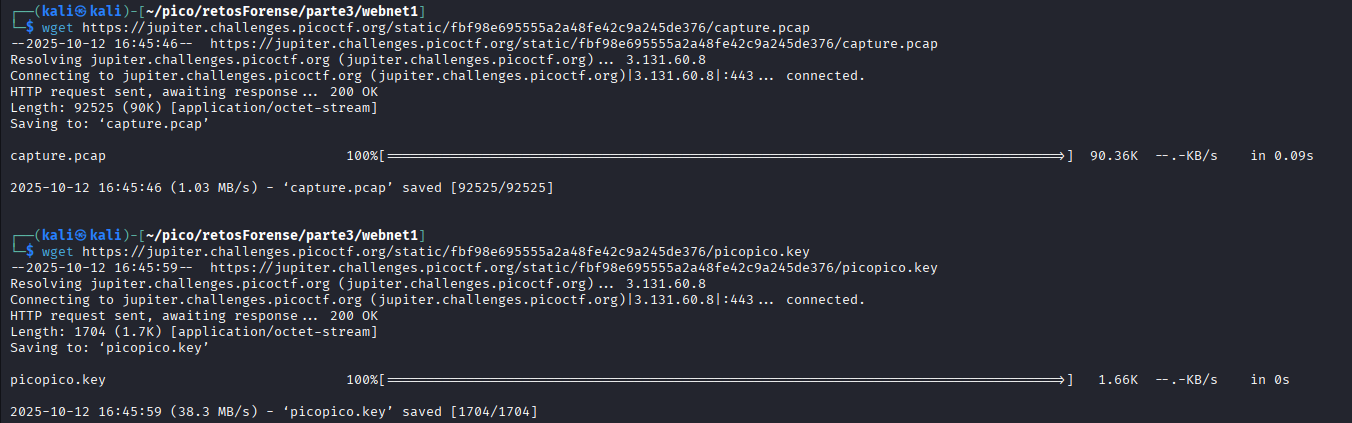 ┌──(kali㉿kali)-[~/pico/retosForense/parte3/webnet1]
└─$ wget https://jupiter.challenges.picoctf.org/static/fbf98e695555a2a48fe42c9a245de376/capture.pcap
--2025-10-12 16:45:46--  https://jupiter.challenges.picoctf.org/static/fbf98e695555a2a48fe42c9a245de376/capture.pcap
Resolving jupiter.challenges.picoctf.org (jupiter.challenges.picoctf.org)... 3.131.60.8
Connecting to jupiter.challenges.picoctf.org (jupiter.challenges.picoctf.org)|3.131.60.8|:443... connected.
HTTP request sent, awaiting response... 200 OK
Length: 92525 (90K) [application/octet-stream]
Saving to: ‘capture.pcap’
capture.pcap 100%[===================>] 90.36K --.-KB/s in 0.09s
2025-10-12 16:45:46 (1.03 MB/s) - ‘capture.pcap’ saved [92525/92525]
┌──(kali㉿kali)-[~/pico/retosForense/parte3/webnet1]
└─$ wget https://jupiter.challenges.picoctf.org/static/fbf98e695555a2a48fe42c9a245de376/picopico.key
--2025-10-12 16:45:59--  https://jupiter.challenges.picoctf.org/static/fbf98e695555a2a48fe42c9a245de376/picopico.key
Resolving jupiter.challenges.picoctf.org (jupiter.challenges.picoctf.org)... 3.131.60.8
Connecting to jupiter.challenges.picoctf.org (jupiter.challenges.picoctf.org)|3.131.60.8|:443... connected.
HTTP request sent, awaiting response... 200 OK
Length: 1704 (1.7K) [application/octet-stream]
Saving to: ‘picopico.key’
picopico.key 100%[===================>] 1.66K --.-KB/s in 0s
2025-10-12 16:45:59 (38.3 MB/s) - ‘picopico.key’ saved [1704/1704]